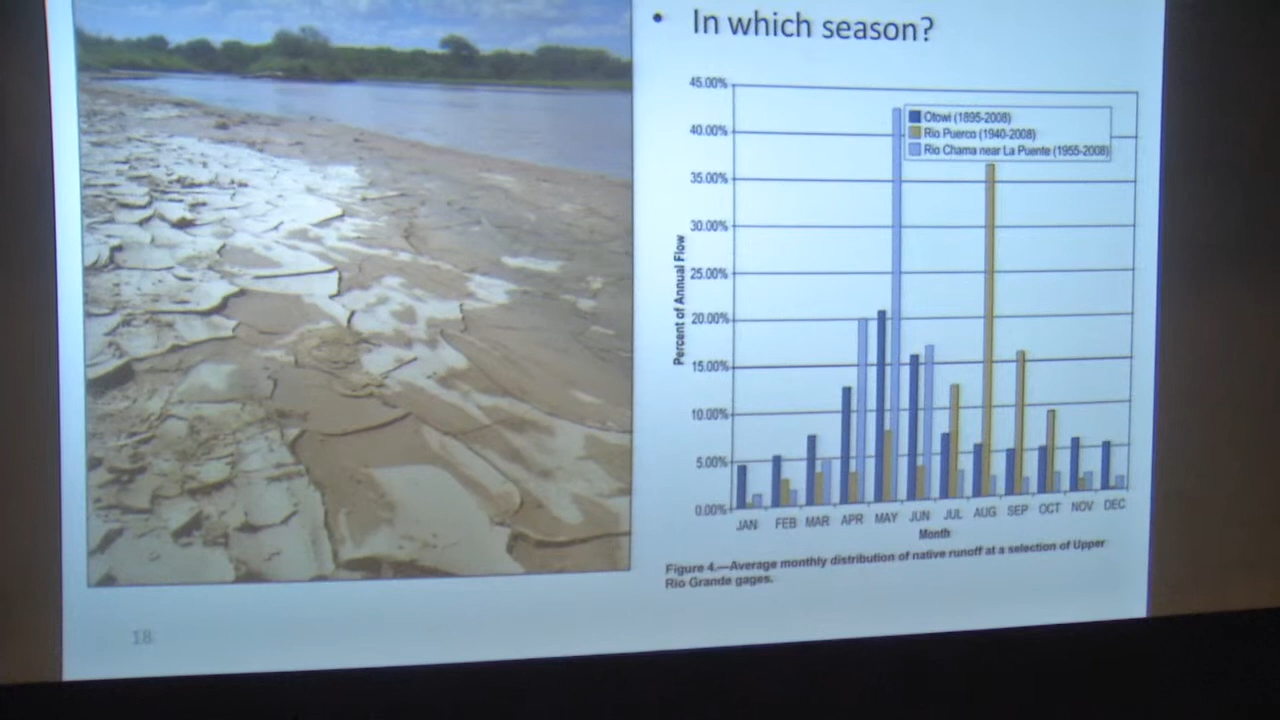 • In which season?
45.00%
40.00%
35.00%
30.00%
25.00%
20.00%
15.00%
10.00%
5.00%
0.00%
Percent of Annual Flow
Otowi (1895-2008)
Rio Puerco (1940-2008)
Rio Chama near La Puente (1955-2008)
JAN FEB MAR APR MAY JUN JUL AUG SEP OCT NOV DEC
Month
Figure 4.—Average monthly distribution of native runoff at a selection of Upper
Rio Grande gages.
18